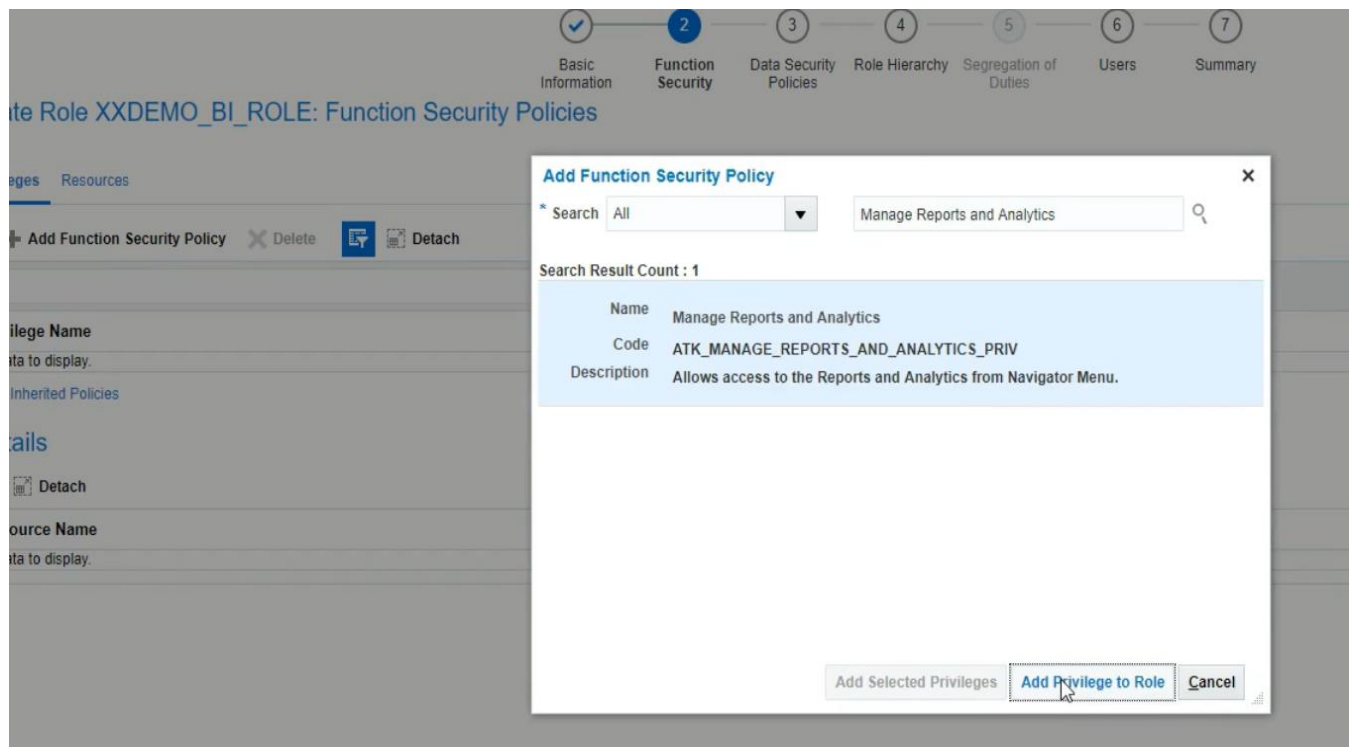 2 3 4 5 6 7
Basic Information Function Security Data Security Policies Role Hierarchy Segregation of Duties Users Summary
ate Role XXDEMO_BI_ROLE: Function Security Policies
eges Resources
Add Function Security Policy Delete Detach
ilege Name
ata to display.
Inherited Policies
ails
Detach
ource Name
ata to display.
Add Function Security Policy
* Search All Manage Reports and Analytics
Search Result Count : 1
Name Manage Reports and Analytics
Code ATK_MANAGE_REPORTS_AND_ANALYTICS_PRIV
Description Allows access to the Reports and Analytics from Navigator Menu.
Add Selected Privileges Add Privilege to Role Cancel